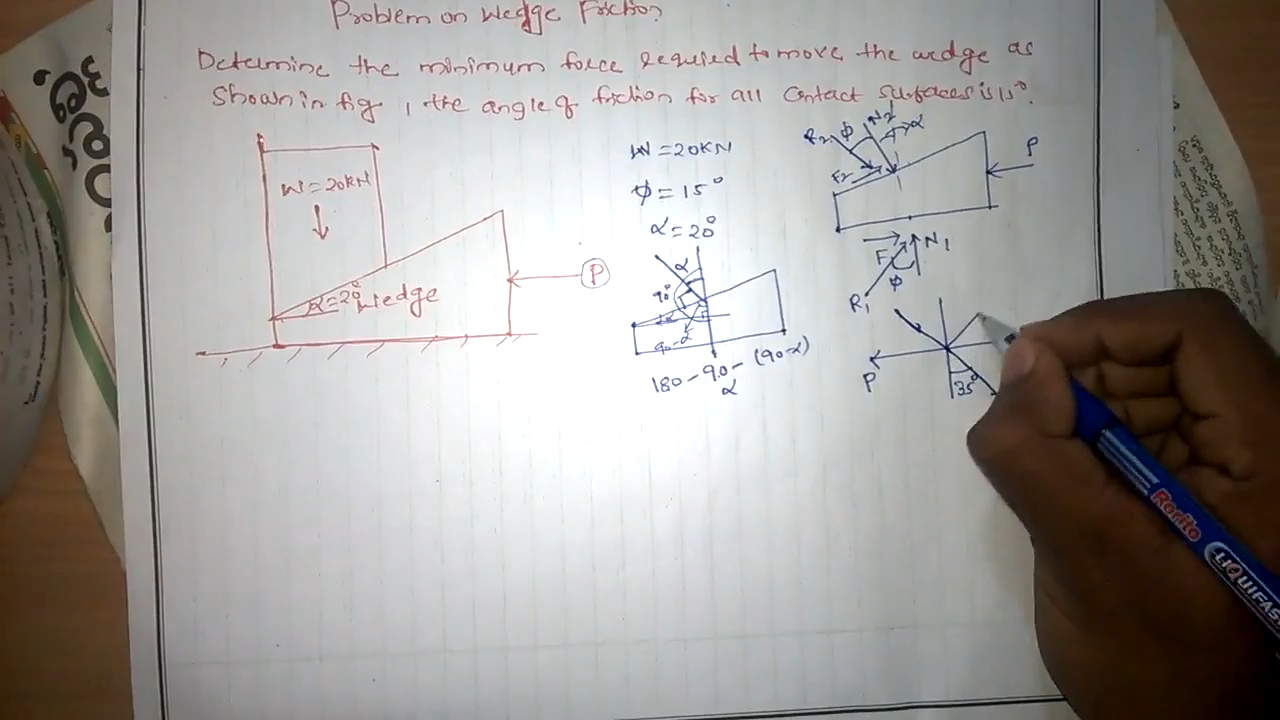 Problem on Wedge Friction
Determine the minimum force required to move the wedge as
Shown in fig , the angle of friction for all Contact Surfaces is 15°.
W = 20KN
α = 20°
Wedge
P
W = 20KN
ϕ = 15°
α = 20°
α
90°
α
90-α
180 - 90 - (90-α)
α
R2
ϕ
N2
α
F2
P
F1
N1
ϕ
R1
P
35°
Rorito
LIQUIFAS